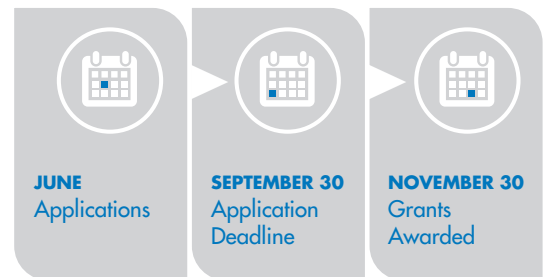 JUNE
Applications
SEPTEMBER 30
Application
Deadline
NOVEMBER 30
Grants
Awarded